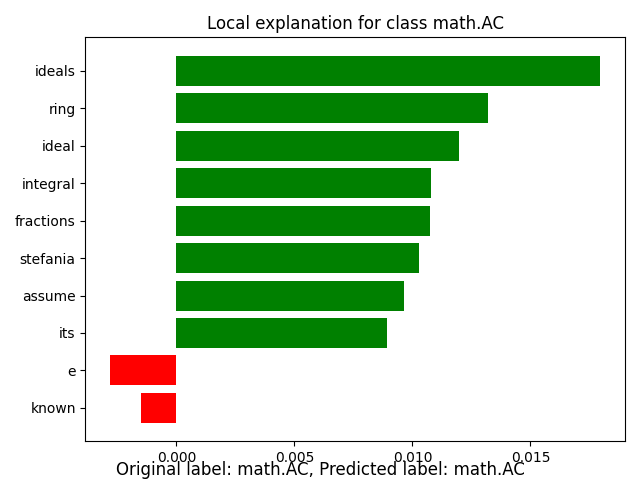 Local explanation for class math.AC
ideals
ring
ideal
integral
fractions
stefania
assume
its
e
known
0.000 0.005 0.010 0.015
Original label: math.AC, Predicted label: math.AC